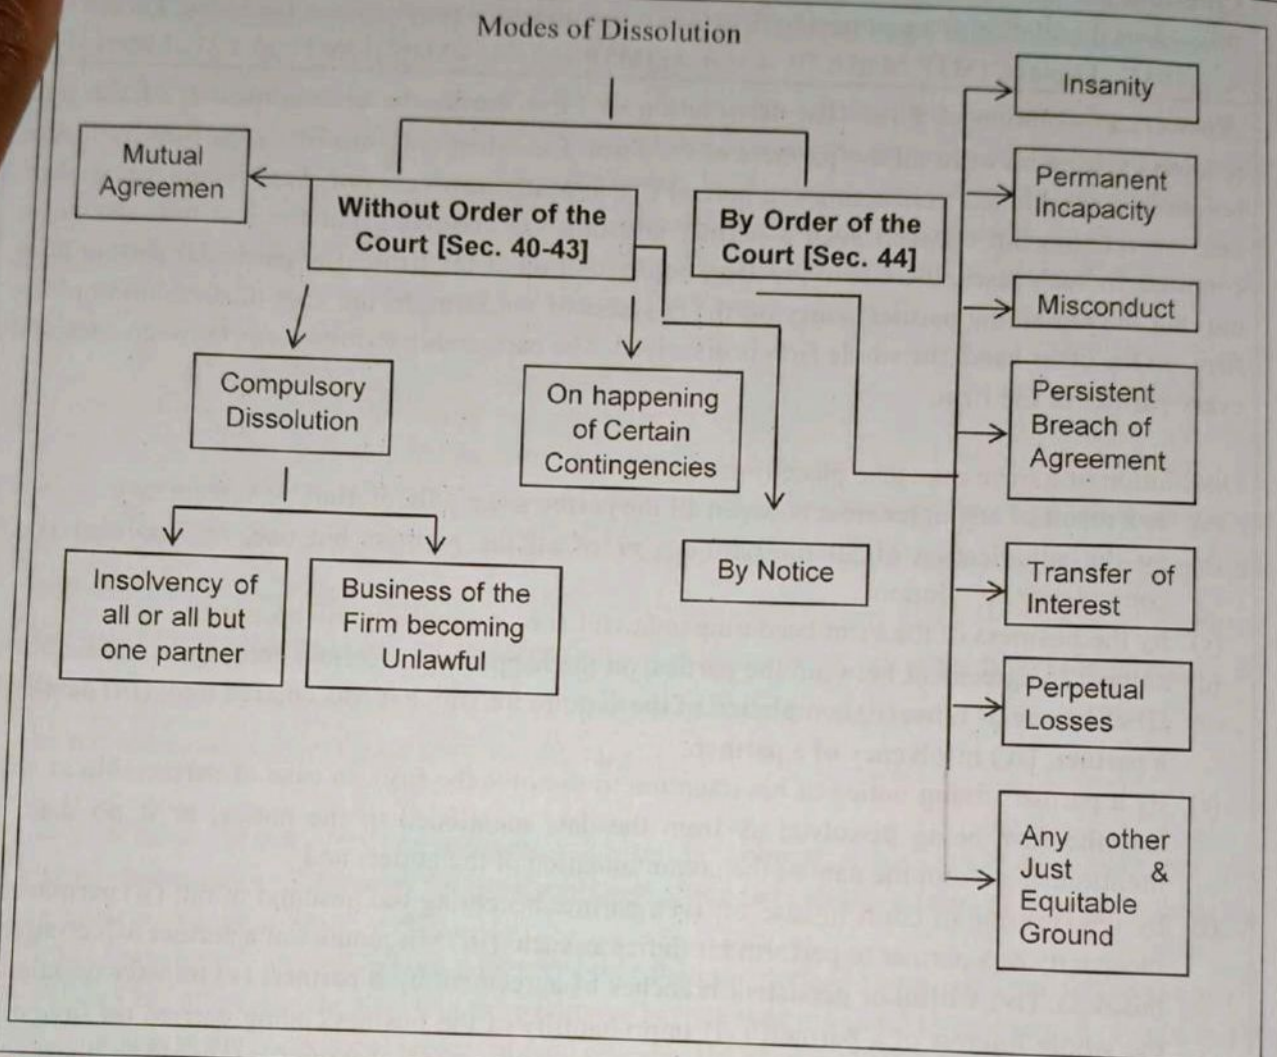 Modes of Dissolution
Mutual
Agreemen
Without Order of the
Court [Sec. 40-43]
By Order of the
Court [Sec. 44]
Compulsory
Dissolution
On happening
of Certain
Contingencies
By Notice
Insolvency of
all or all but
one partner
Business of the
Firm becoming
Unlawful
Insanity
Permanent
Incapacity
Misconduct
Persistent
Breach of
Agreement
Transfer of
Interest
Perpetual
Losses
Any other
Just &
Equitable
Ground